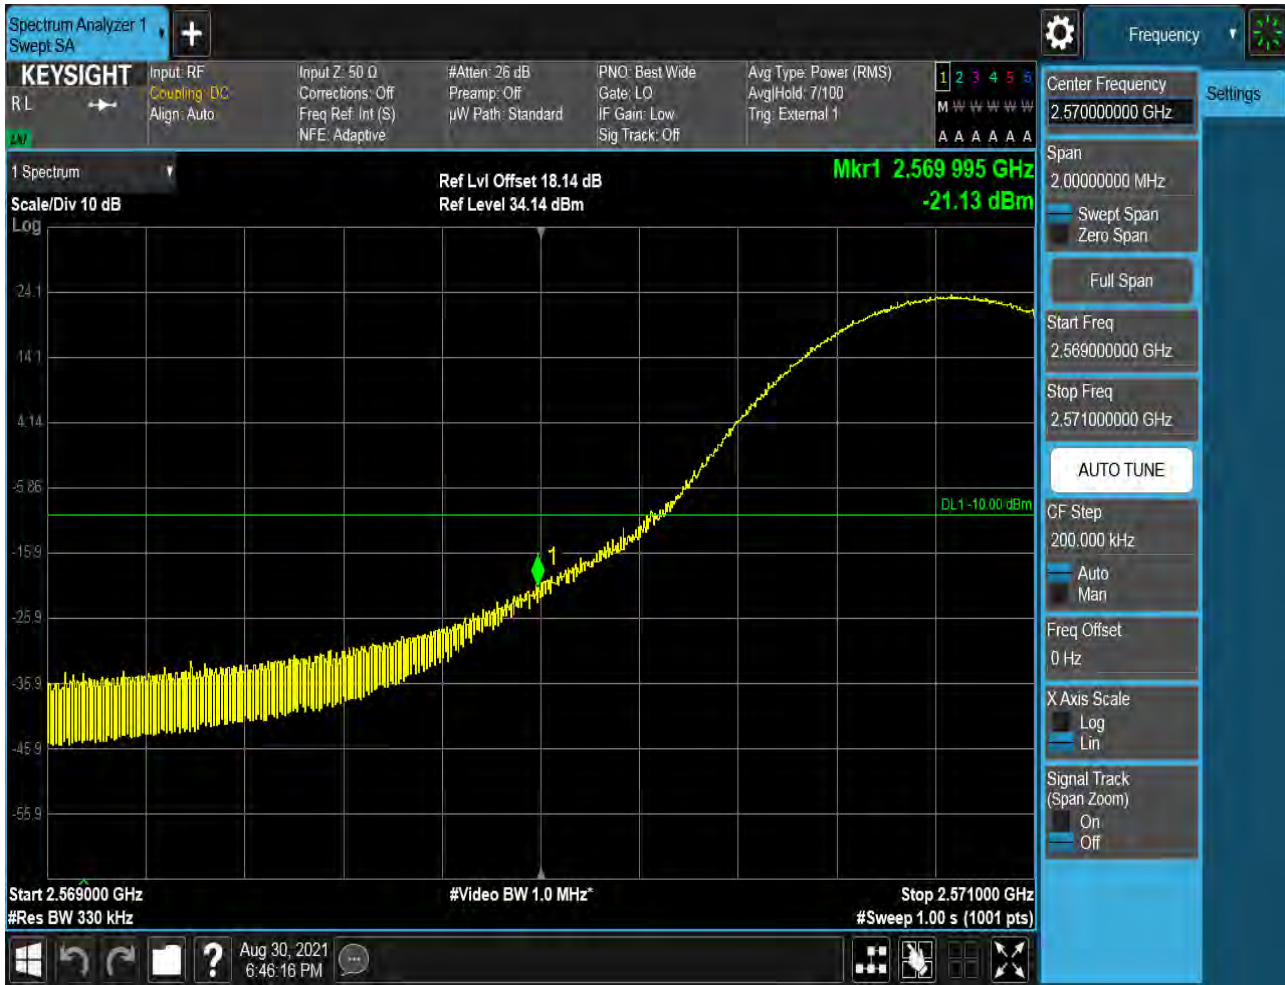 Spectrum Analyzer 1
Swept SA
+
Frequency
KEYSIGHT
R L
LNI
Input: RF
Coupling: DC
Align: Auto
Input Z: 50 Ω
Corrections: Off
Freq Ref: Int (S)
NFE: Adaptive
#Atten: 26 dB
Preamp: Off
µW Path: Standard
PNO: Best Wide
Gate: LO
IF Gain: Low
Sig Track: Off
Avg Type: Power (RMS)
Avg|Hold: 7/100
Trig: External 1
1 2 3 4 5 6
M W W W W W
A A A A A A
1 Spectrum
Scale/Div 10 dB
Log
Ref Lvl Offset 18.14 dB
Ref Level 34.14 dBm
Mkr1 2.569 995 GHz
-21.13 dBm
24.1
14.1
4.14
-5.86
-15.9
-25.9
-35.9
-45.9
-55.9
DL1 -10.00 dBm
1
Start 2.569000 GHz
#Res BW 330 kHz
#Video BW 1.0 MHz*
Stop 2.571000 GHz
#Sweep 1.00 s (1001 pts)
Center Frequency
2.570000000 GHz
Settings
Span
2.00000000 MHz
Swept Span
Zero Span
Full Span
Start Freq
2.569000000 GHz
Stop Freq
2.571000000 GHz
AUTO TUNE
CF Step
200.000 kHz
Auto
Man
Freq Offset
0 Hz
X Axis Scale
Log
Lin
Signal Track
(Span Zoom)
On
Off
?
Aug 30, 2021
6:46:16 PM